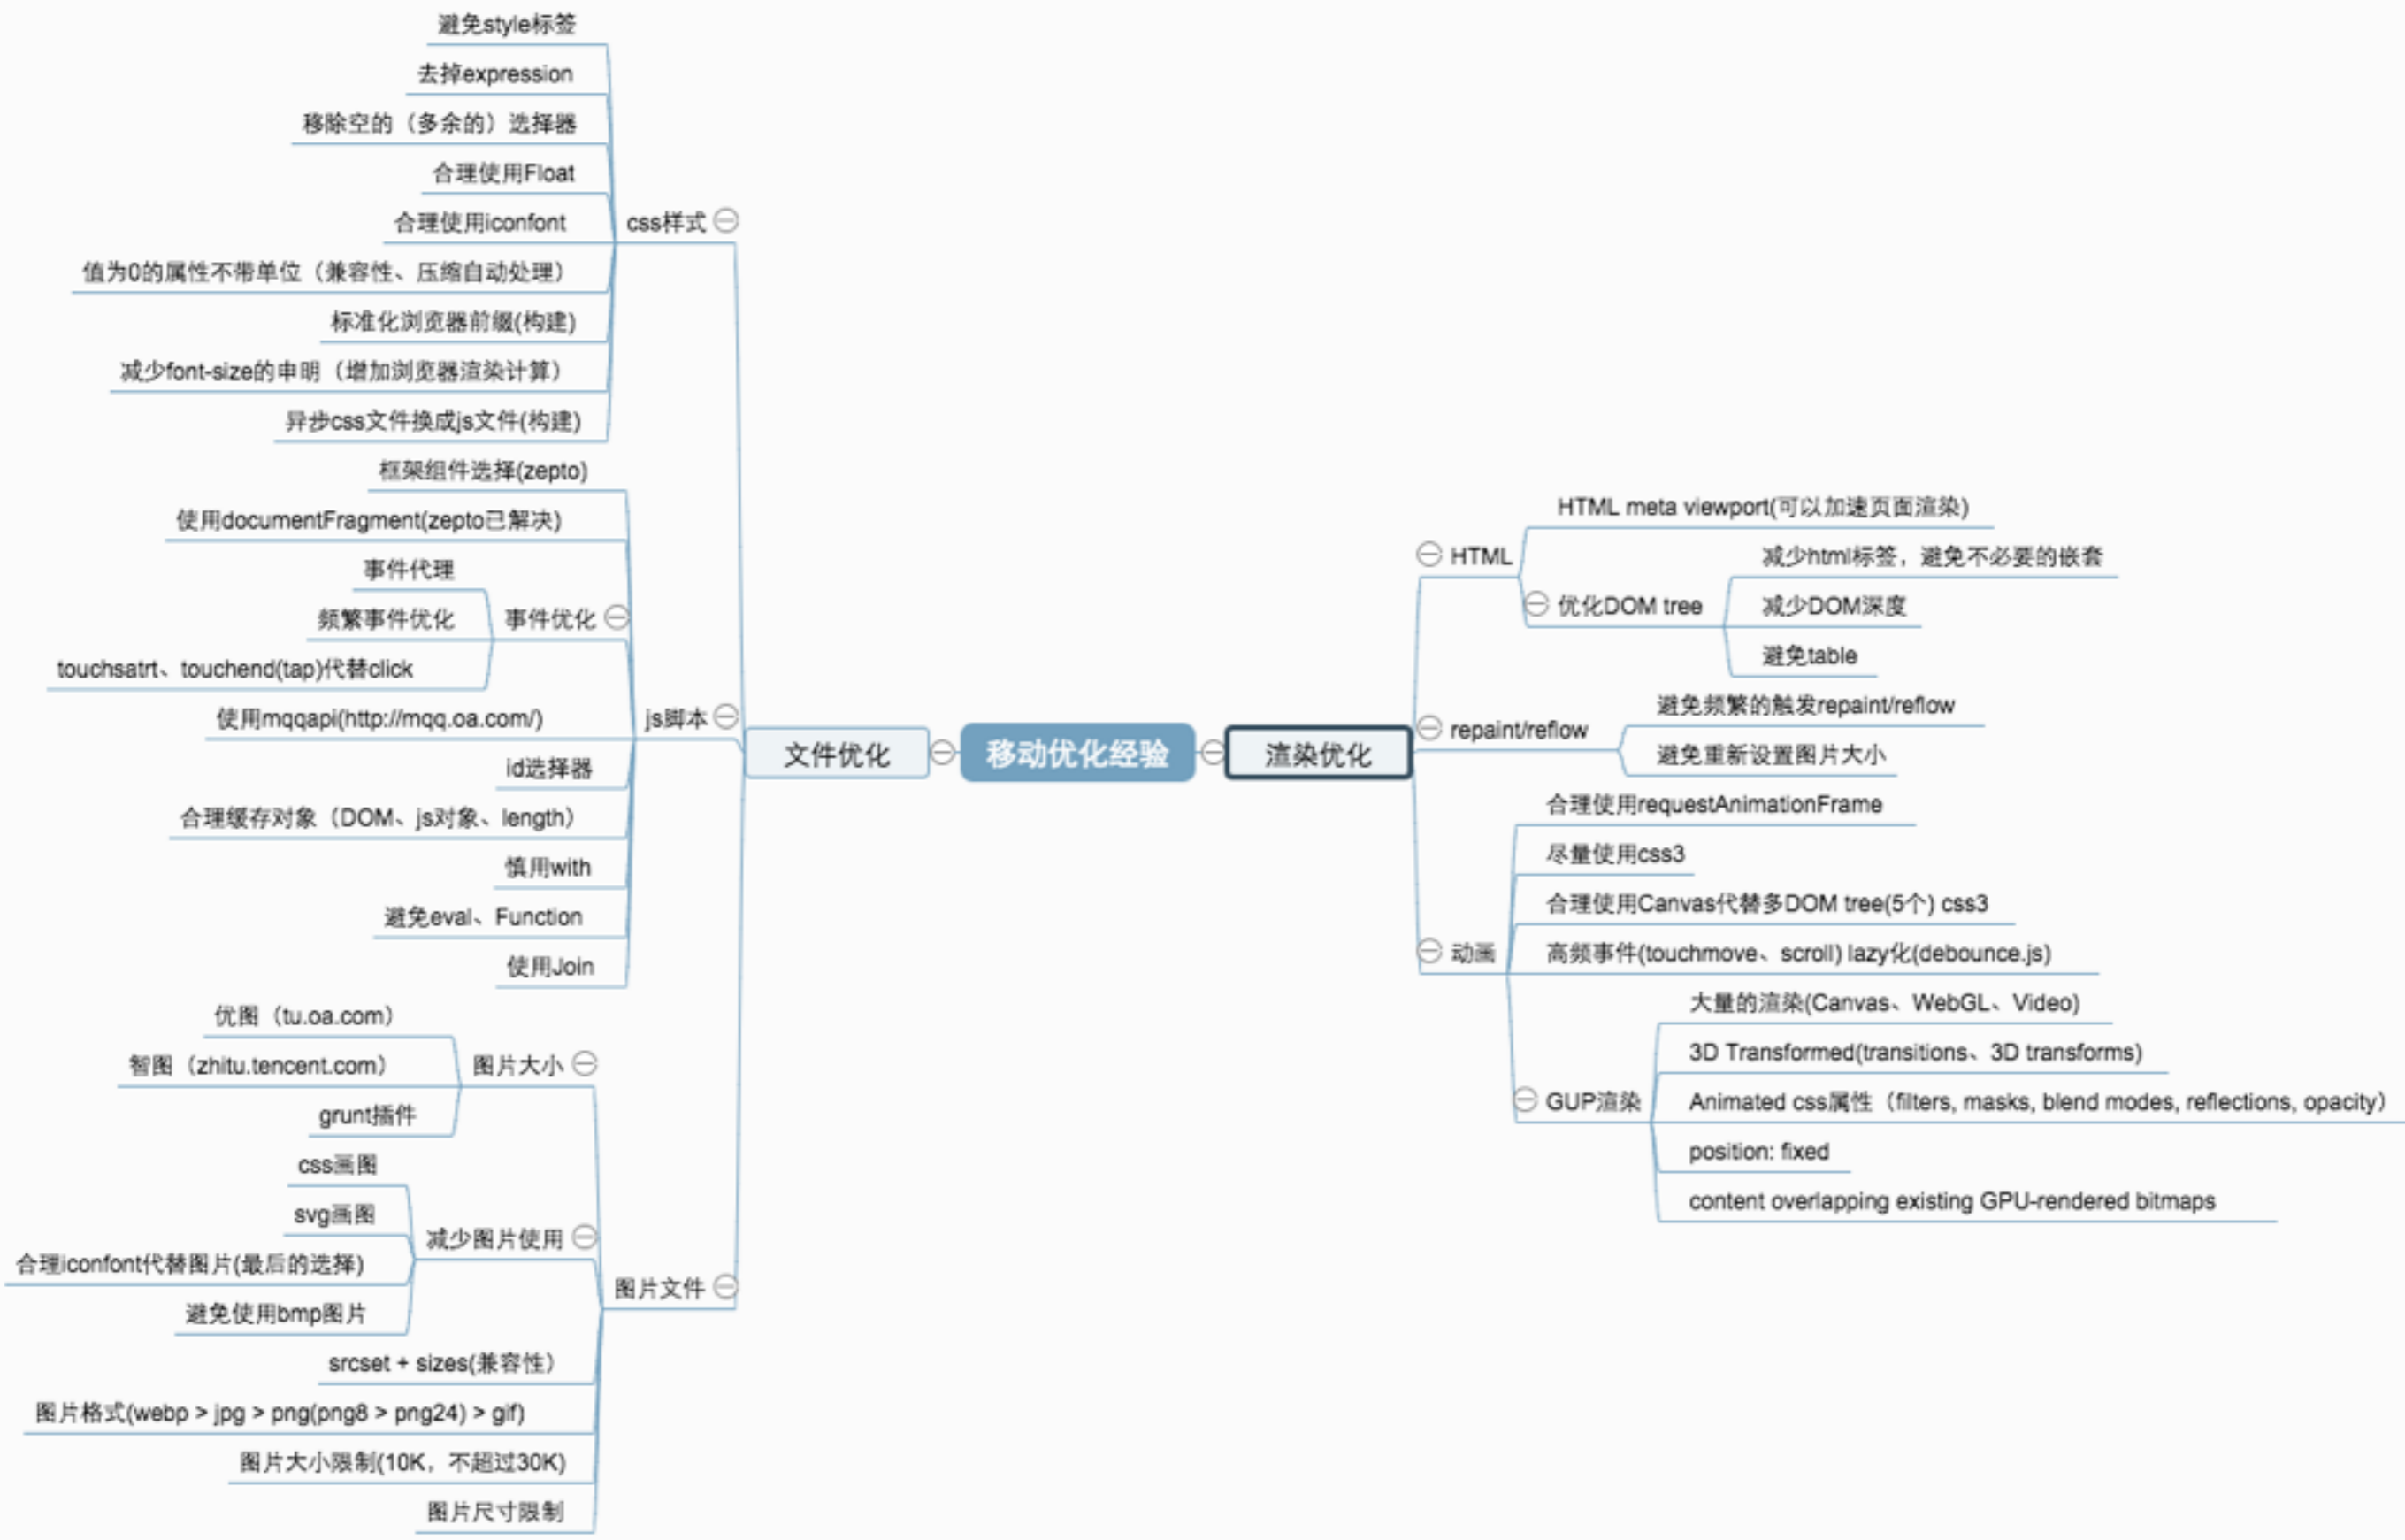 避免style标签
去掉expression
移除空的（多余的）选择器
合理使用Float
合理使用iconfont
css样式
值为0的属性不带单位（兼容性、压缩自动处理）
标准化浏览器前缀(构建)
减少font-size的申明（增加浏览器渲染计算）
异步css文件换成js文件(构建)
框架组件选择(zepto)
使用documentFragment(zepto已解决)
事件代理
频繁事件优化
事件优化
touchsatrt、touchend(tap)代替click
使用mqqapi(http://mqq.oa.com/)
js脚本
id选择器
合理缓存对象（DOM、js对象、length）
慎用with
避免eval、Function
使用Join
优图（tu.oa.com）
智图（zhitu.tencent.com）
图片大小
grunt插件
css画图
svg画图
减少图片使用
合理iconfont代替图片(最后的选择)
避免使用bmp图片
图片文件
srcset + sizes(兼容性）
图片格式(webp > jpg > png(png8 > png24) > gif)
图片大小限制(10K，不超过30K)
图片尺寸限制
文件优化
移动优化经验
渲染优化
HTML meta viewport(可以加速页面渲染)
HTML
减少html标签，避免不必要的嵌套
优化DOM tree
减少DOM深度
避免table
避免频繁的触发repaint/reflow
repaint/reflow
避免重新设置图片大小
合理使用requestAnimationFrame
尽量使用css3
合理使用Canvas代替多DOM tree(5个) css3
动画
高频事件(touchmove、scroll) lazy化(debounce.js)
大量的渲染(Canvas、WebGL、Video)
3D Transformed(transitions、3D transforms)
GUP渲染
Animated css属性（filters, masks, blend modes, reflections, opacity）
position: fixed
content overlapping existing GPU-rendered bitmaps